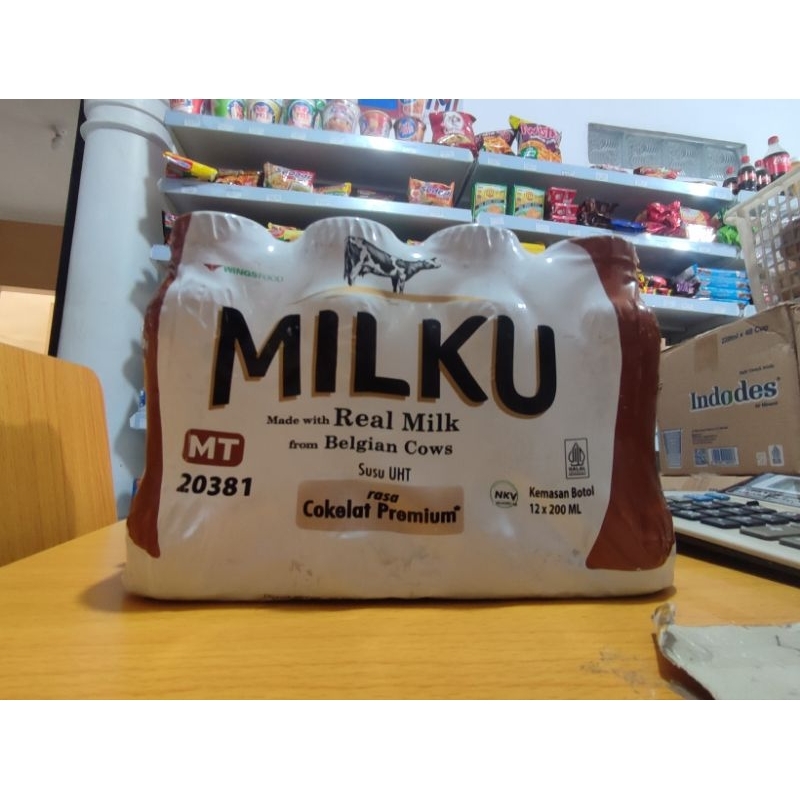 WINGSFOOD
MILKU
Made with Real Milk
from Belgian Cows
MT
20381
Susu UHT
rasa
Cokelat Premium
NKV
HALAL
Kemasan Botol
12 x 200 ML
Indodes